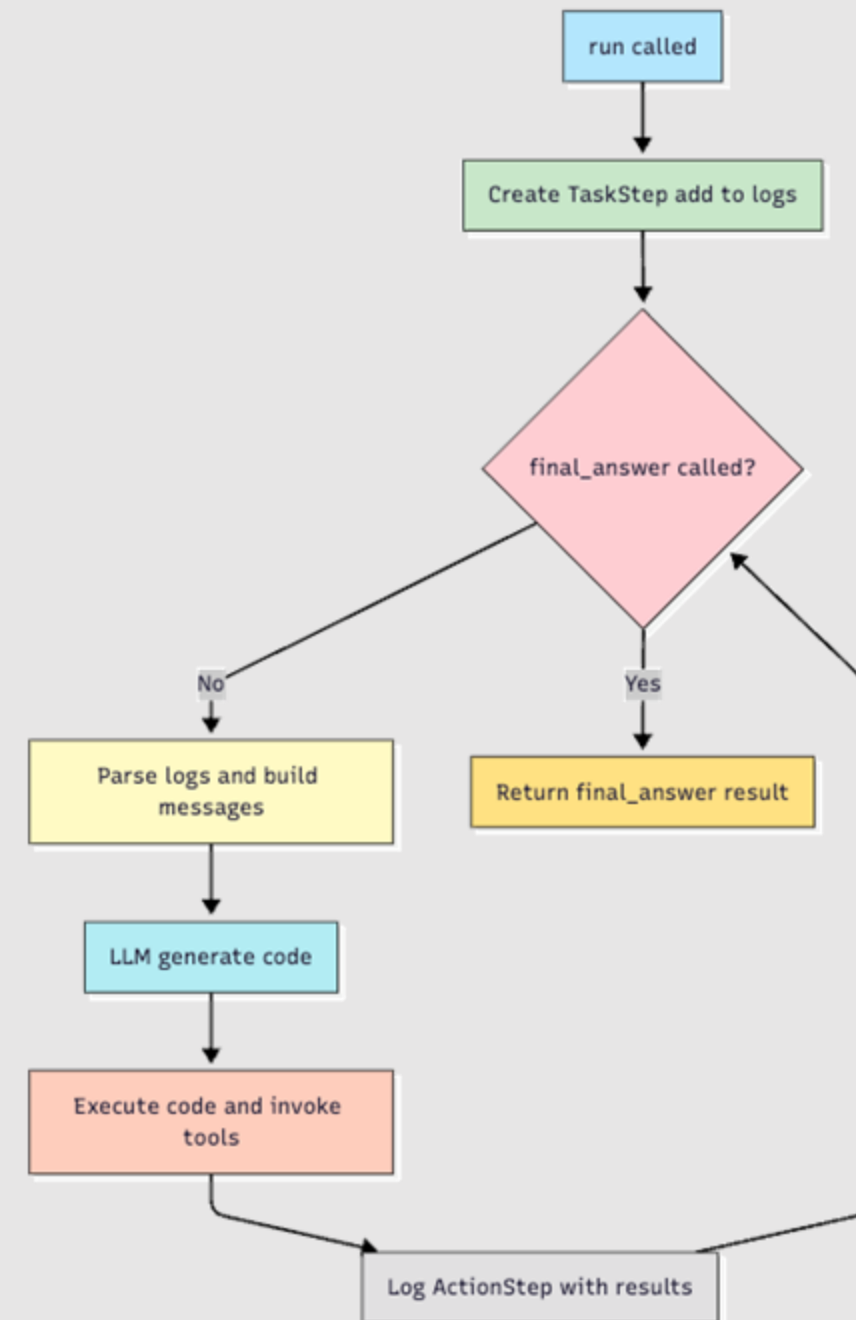 run called
Create TaskStep add to logs
final_answer called?
No
Yes
Parse logs and build
messages
Return final_answer result
LLM generate code
Execute code and invoke
tools
Log ActionStep with results